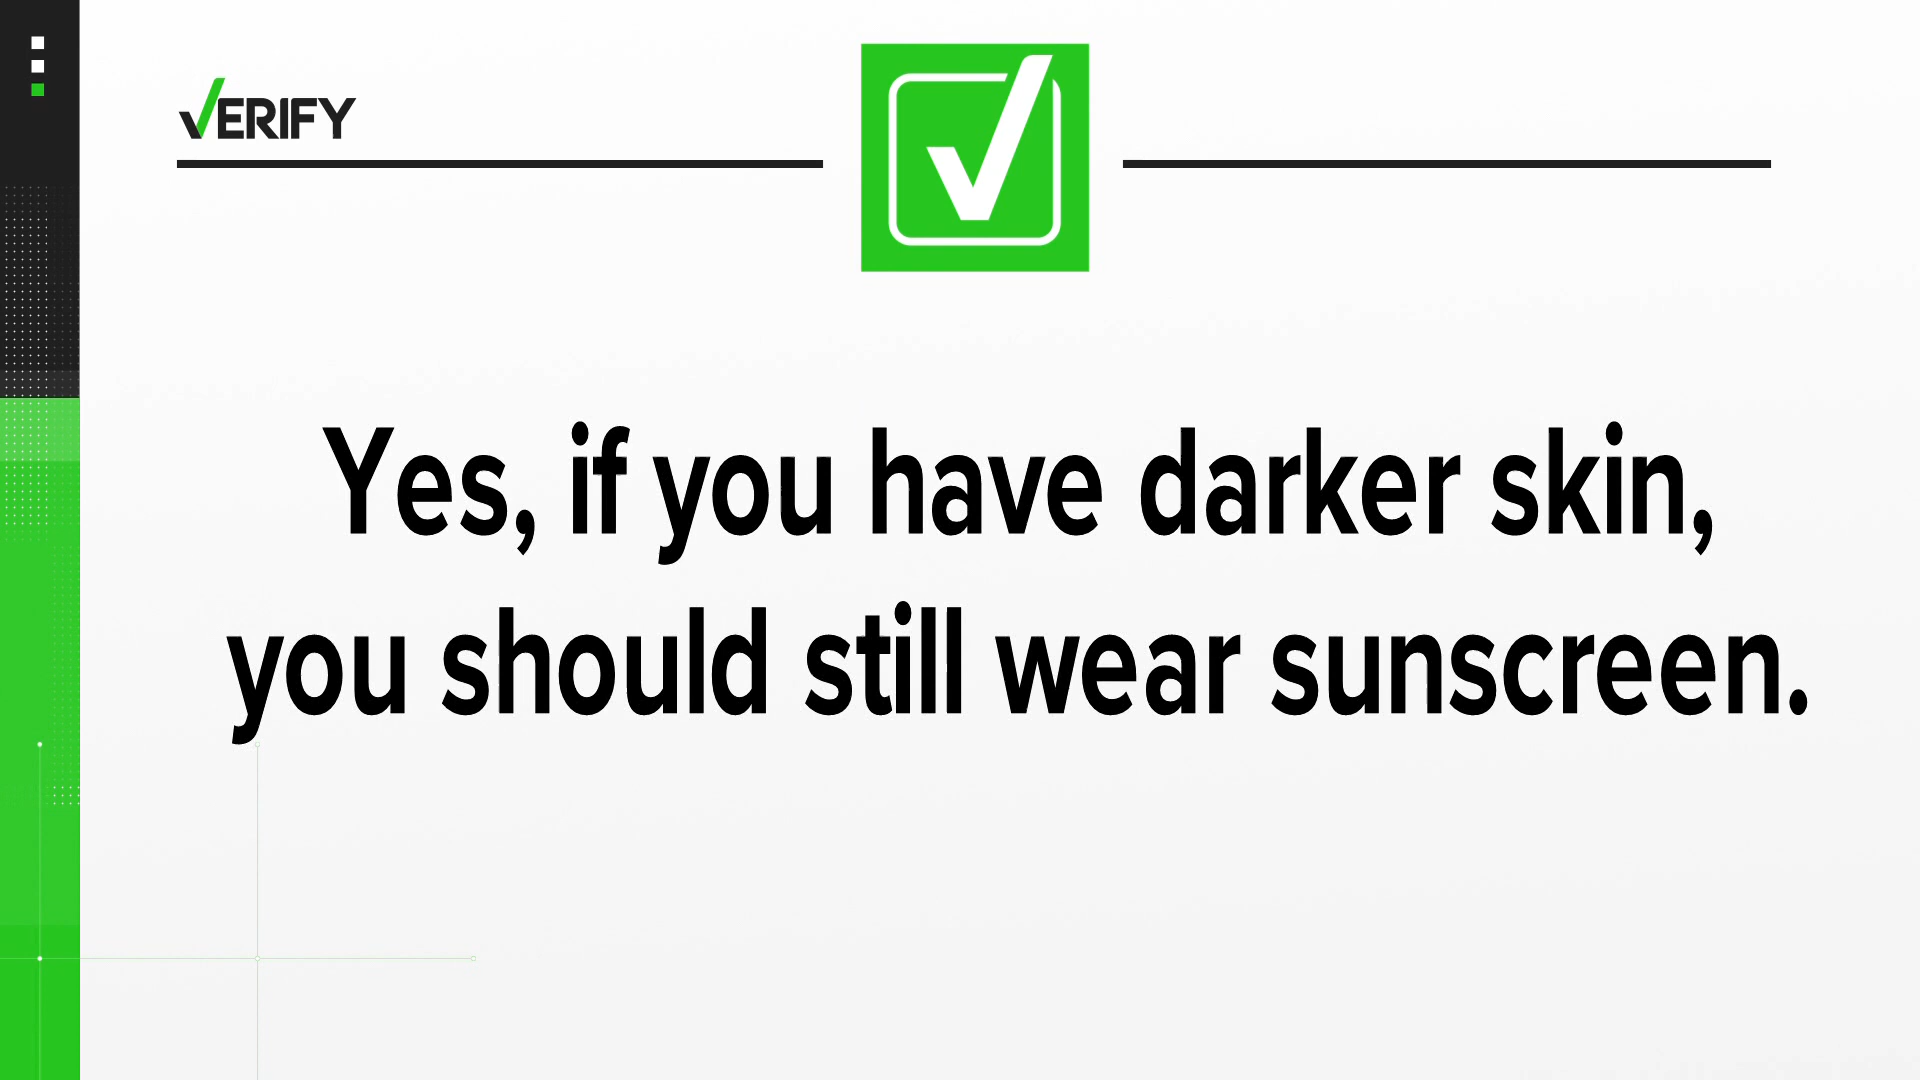 VERIFY
Yes, if you have darker skin,
you should still wear sunscreen.